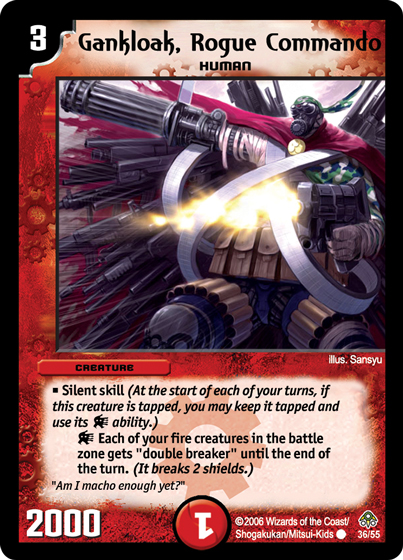 3 Gankloak, Rogue Commando
HUMAN
illus. Sansyu
CREATURE
▪ Silent skill (At the start of each of your turns, if
this creature is tapped, you may keep it tapped and
use its ability.)
Each of your fire creatures in the battle
zone gets "double breaker" until the end of
the turn. (It breaks 2 shields.)
"Am I macho enough yet?"
2000
1
©2006 Wizards of the Coast/
Shogakukan/Mitsui-Kids
36/55